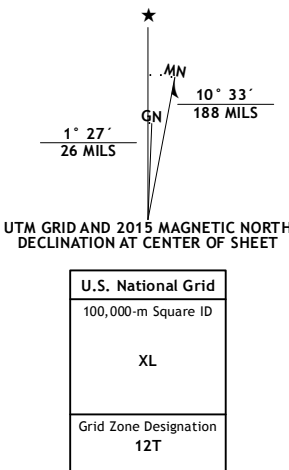 ★
MN
10° 33´
188 MILS
GN
1° 27´
26 MILS
UTM GRID AND 2015 MAGNETIC NORTH
DECLINATION AT CENTER OF SHEET
U.S. National Grid
100,000-m Square ID
XL
Grid Zone Designation
12T